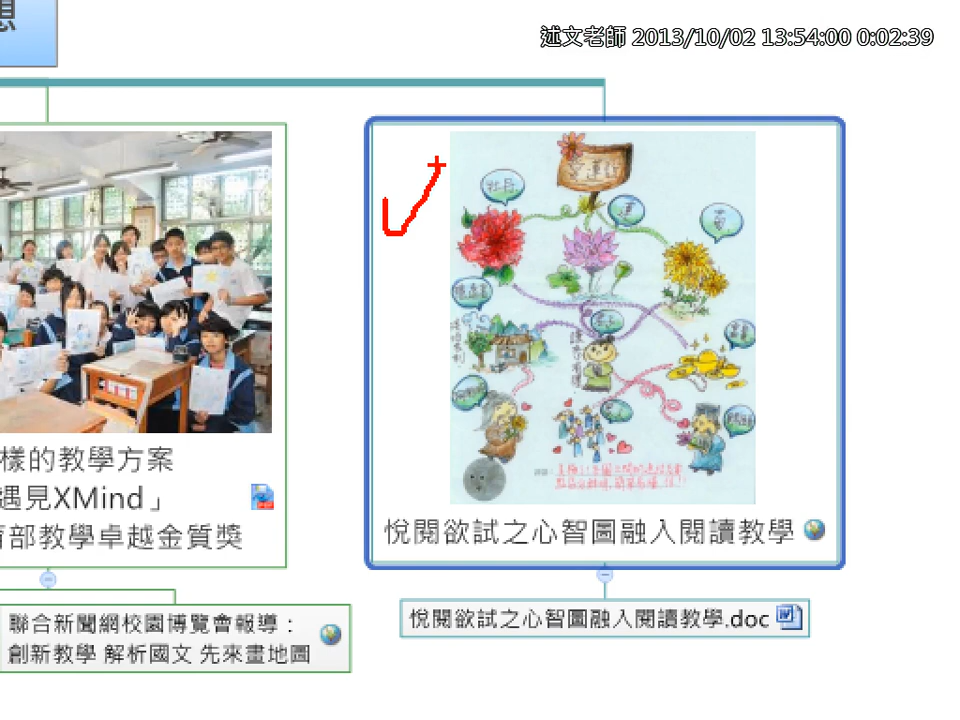 想
述文老師 2013/10/02 13:54:00 0:02:39
樣的教學方案
遇見XMind」
育部教學卓越金質獎
悅閱欲試之心智圖融入閱讀教學
悅閱欲試之心智圖融入閱讀教學.doc
聯合新聞網校園博覽會報導：
創新教學 解析國文 先來畫地圖